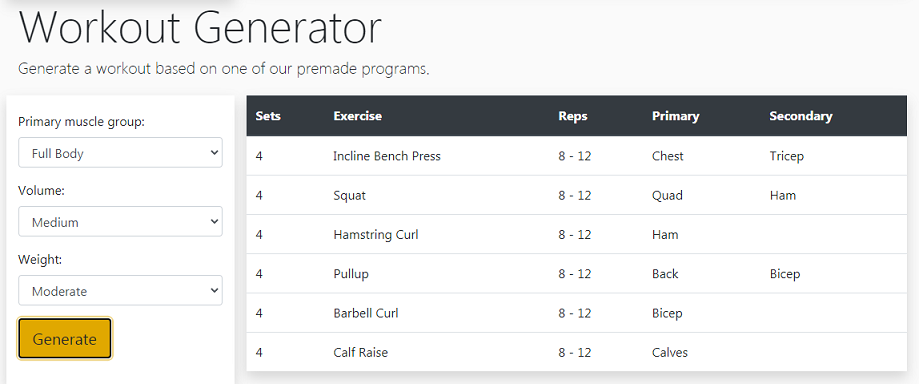 Workout Generator
Generate a workout based on one of our premade programs.
Primary muscle group:
Full Body
Volume:
Medium
Weight:
Moderate
Generate
Sets Exercise Reps Primary Secondary
4 Incline Bench Press 8 - 12 Chest Tricep
4 Squat 8 - 12 Quad Ham
4 Hamstring Curl 8 - 12 Ham
4 Pullup 8 - 12 Back Bicep
4 Barbell Curl 8 - 12 Bicep
4 Calf Raise 8 - 12 Calves